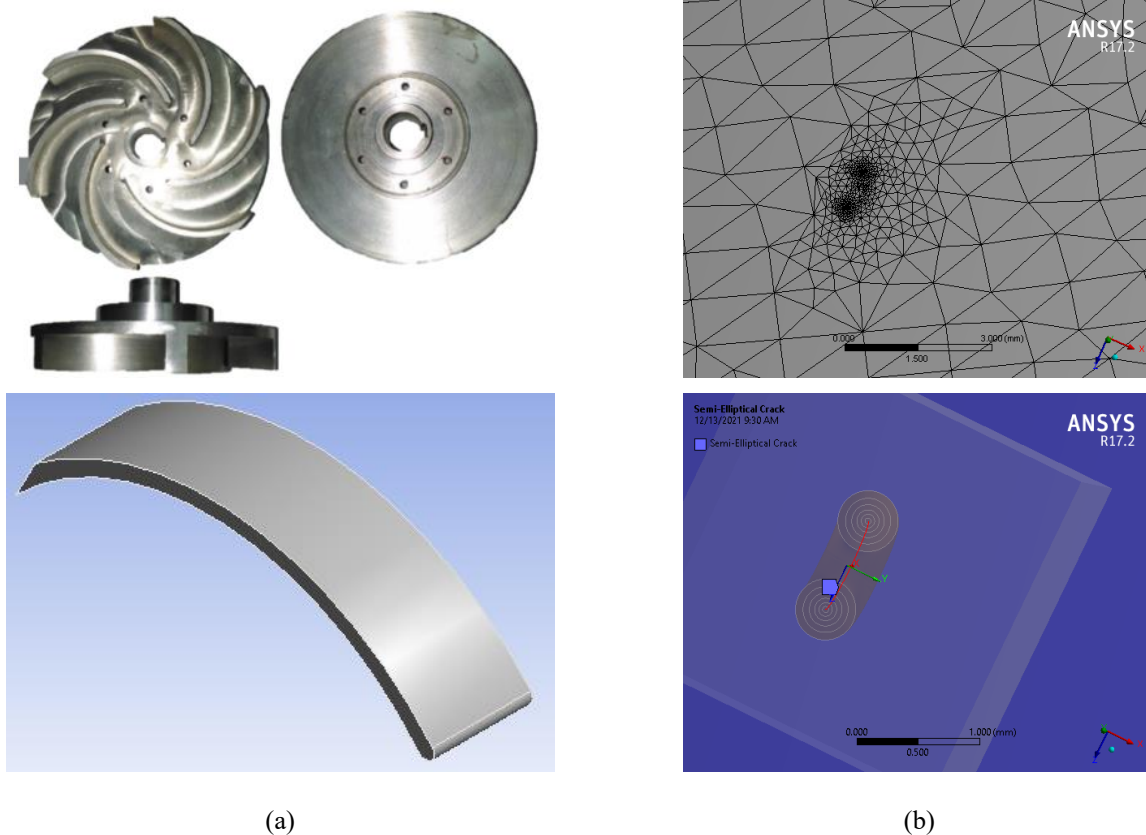 ANSYS
R17.2
0.000
3.000 (mm)
1.500
X
Z
Semi-Elliptical Crack
12/13/2021 9:30 AM
Semi-Elliptical Crack
ANSYS
R17.2
Y
0.000
1.000 (mm)
0.500
X
Z
(a)
(b)